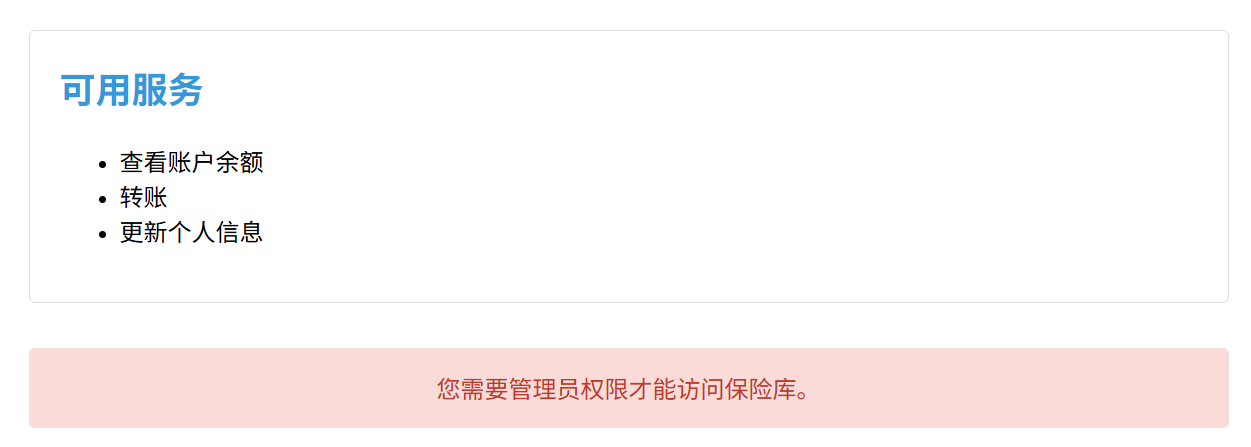 可用服务
查看账户余额
转账
更新个人信息
您需要管理员权限才能访问保险库。